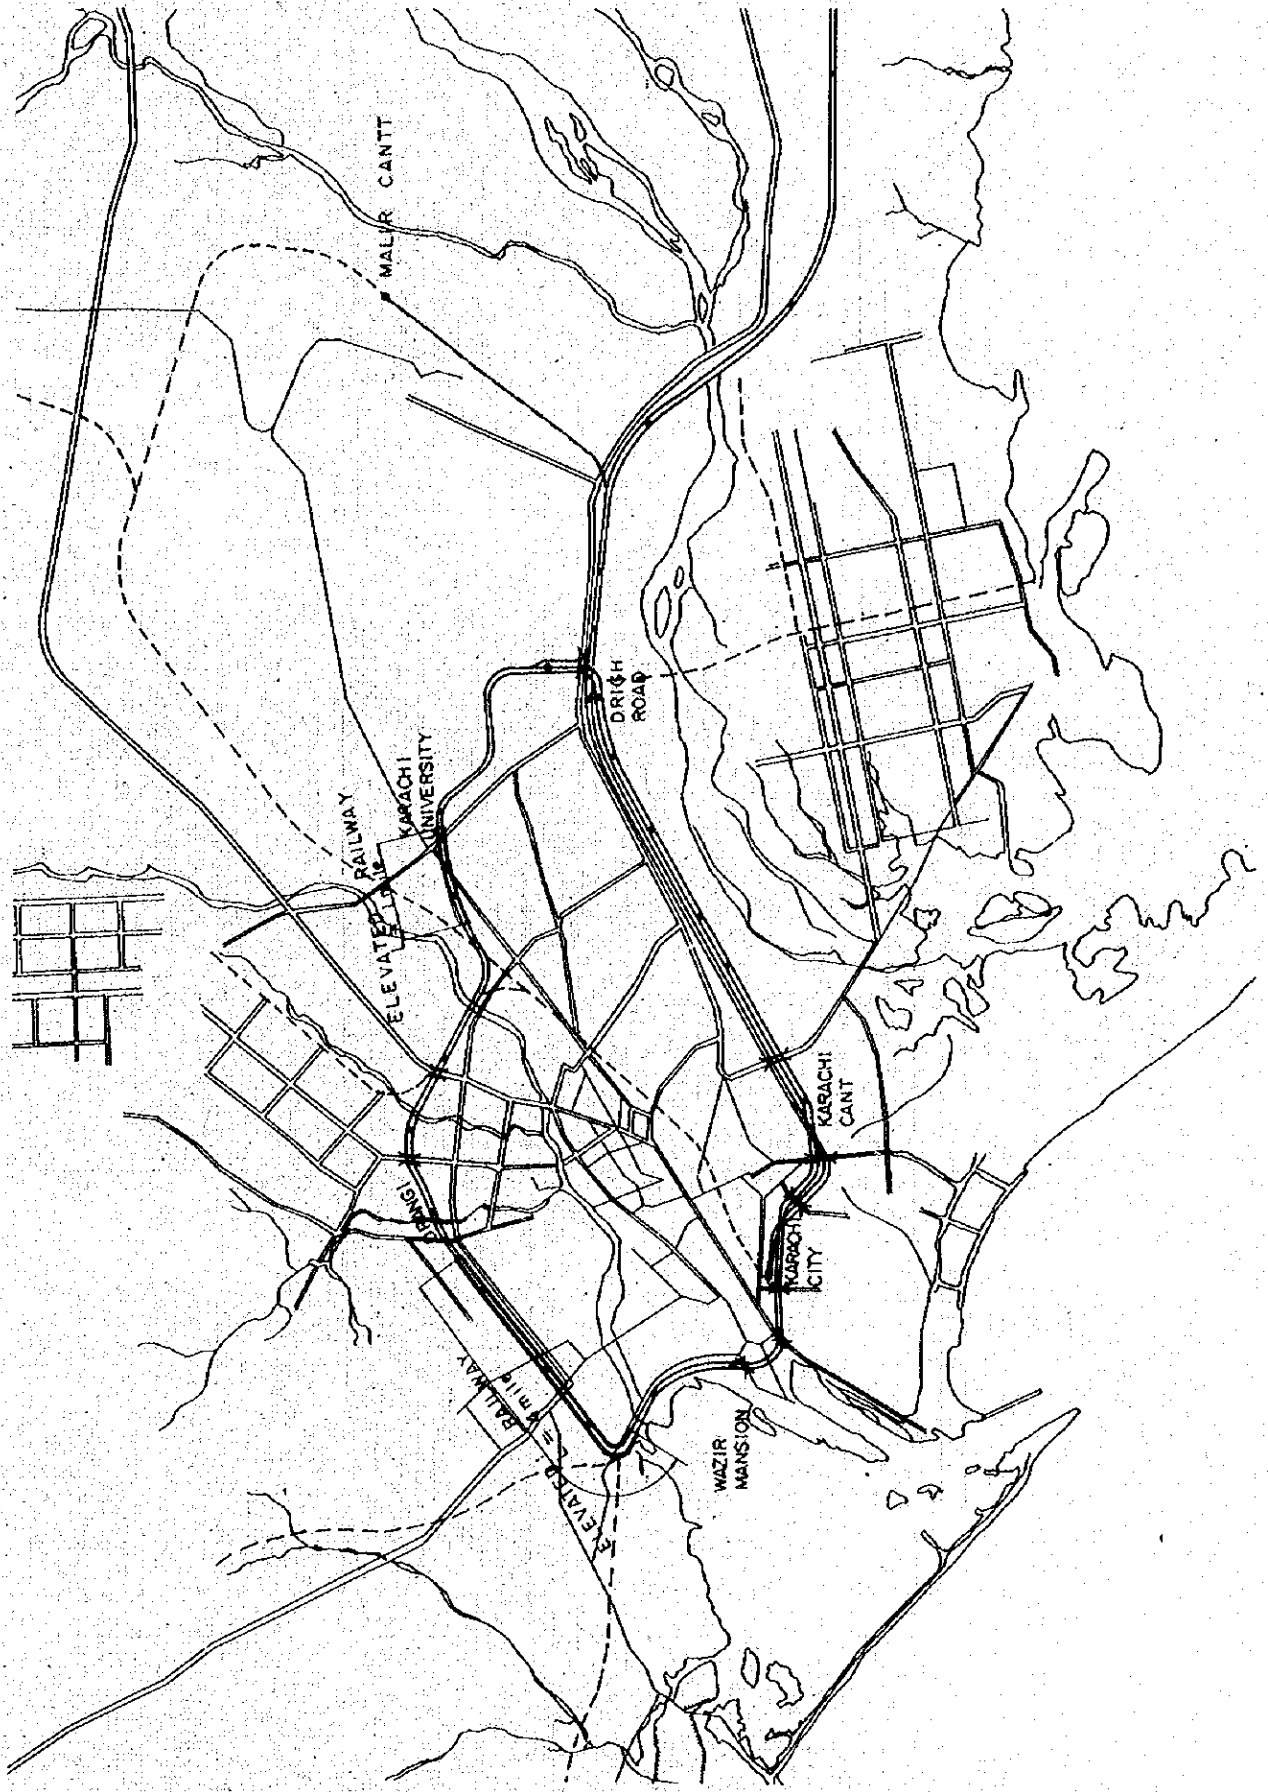 MALIR CANTT
DRIGH
ROAD
KARACHI
UNIVERSITY
ELEVATED RAILWAY
KARACHI
CANT
KARACHI
CITY
ORANGI
ELEVATED RAILWAY
WAZIR
MANSION